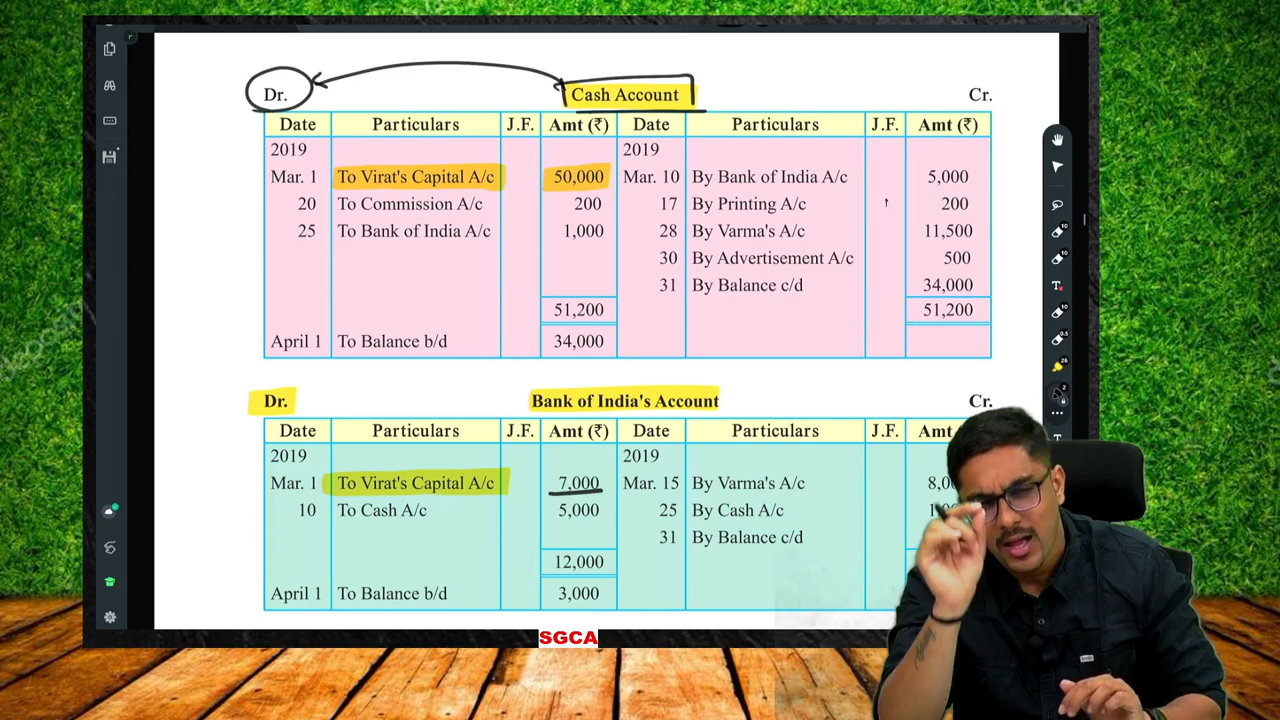 Dr. Cash Account Cr.
Date Particulars J.F. Amt (₹) Date Particulars J.F. Amt (₹)
2019 2019
Mar. 1 To Virat's Capital A/c 50,000 Mar. 10 By Bank of India A/c 5,000
20 To Commission A/c 200 17 By Printing A/c 200
25 To Bank of India A/c 1,000 28 By Varma's A/c 11,500
30 By Advertisement A/c 500
31 By Balance c/d 34,000
51,200 51,200
April 1 To Balance b/d 34,000
Dr. Bank of India's Account Cr.
Date Particulars J.F. Amt (₹) Date Particulars J.F. Amt
2019 2019
Mar. 1 To Virat's Capital A/c 7,000 Mar. 15 By Varma's A/c
10 To Cash A/c 5,000 25 By Cash A/c
31 By Balance c/d
12,000
April 1 To Balance b/d 3,000
SGCA